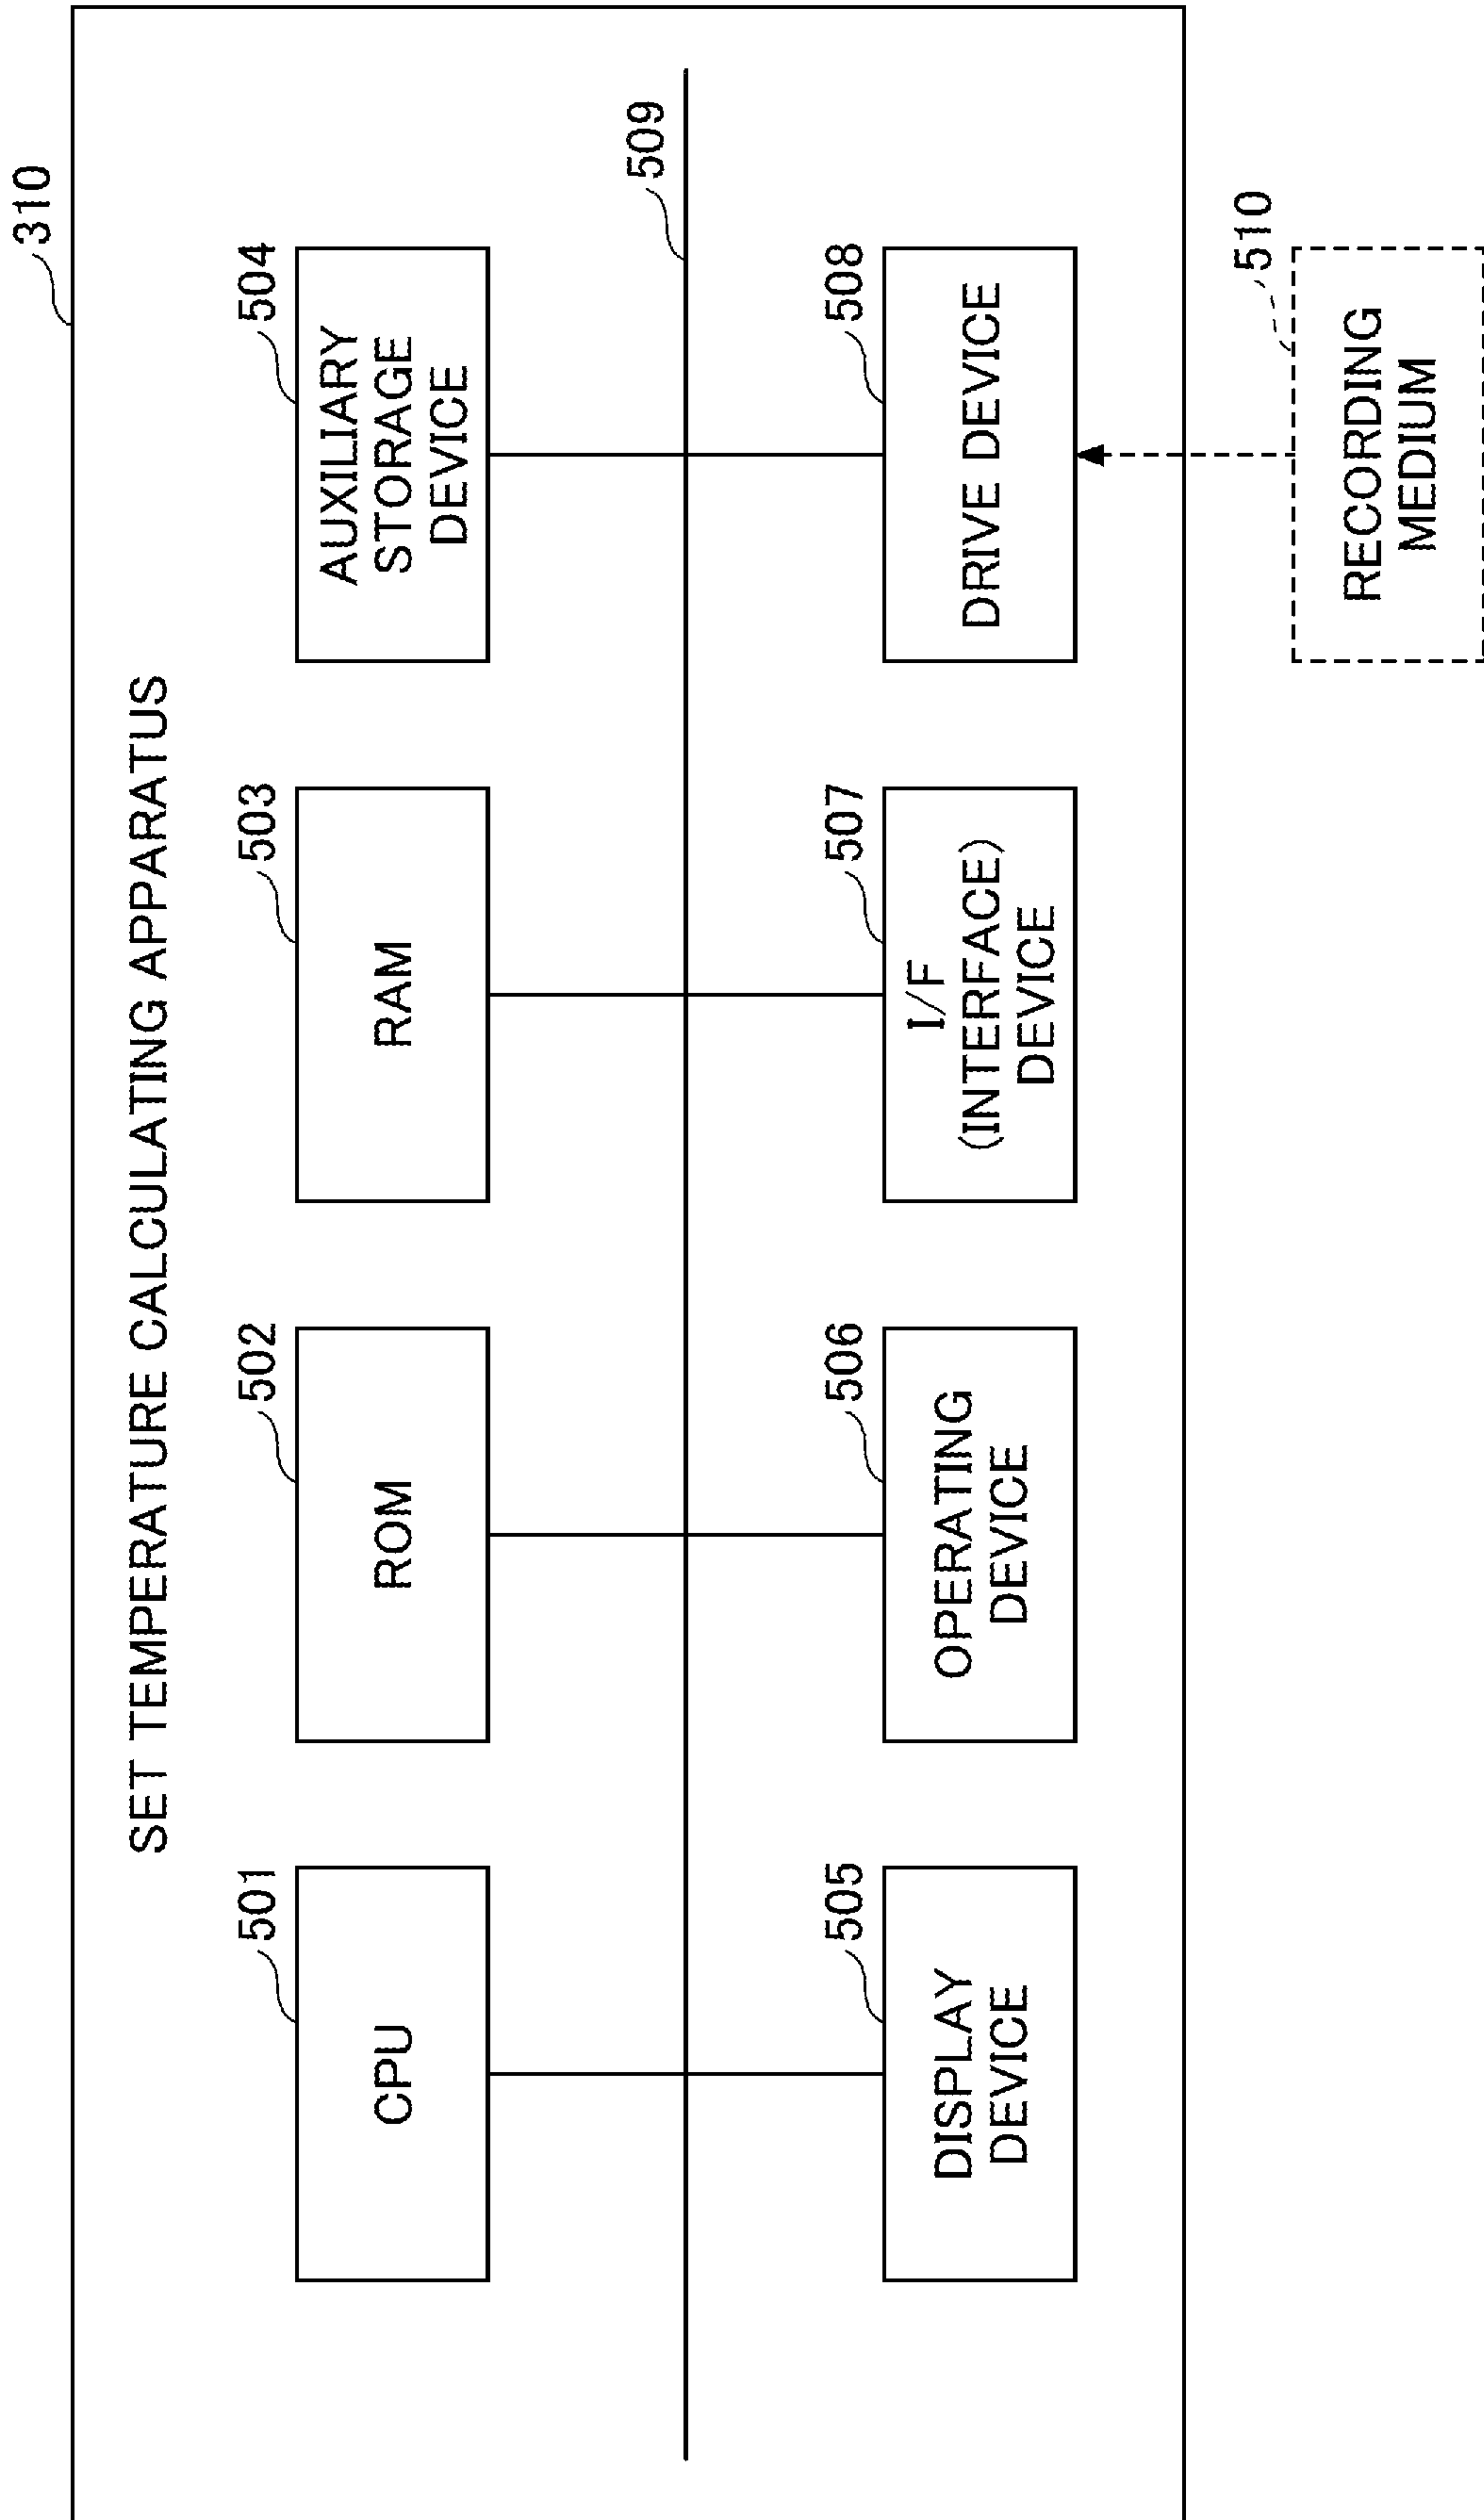 310
SET TEMPERATURE CALCULATING APPARATUS
501
CPU
502
ROM
503
RAM
504
AUXILIARY
STORAGE
DEVICE
509
505
DISPLAY
DEVICE
506
OPERATING
DEVICE
507
I/F
(INTERFACE)
DEVICE
508
DRIVE DEVICE
510
RECORDING
MEDIUM